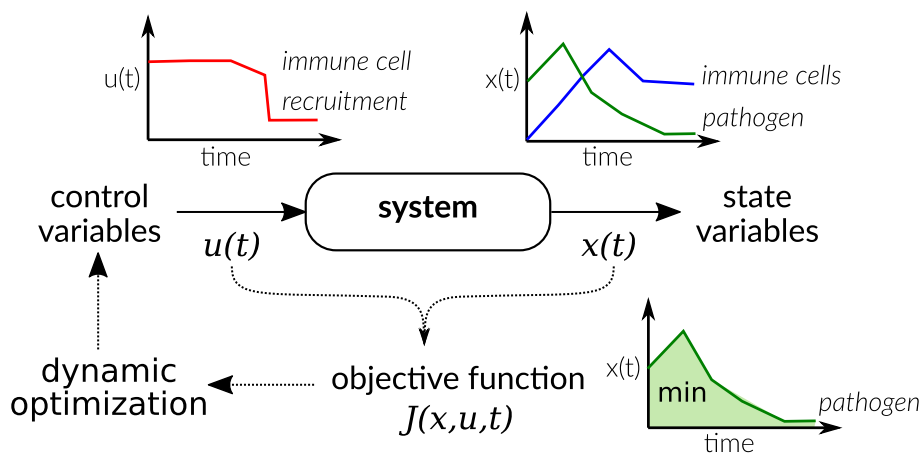 u(t)
immune cell
recruitment
time
x(t)
immune cells
pathogen
time
control
variables
u(t)
system
x(t)
state
variables
dynamic
optimization
objective function
J(x,u,t)
x(t)
min
pathogen
time